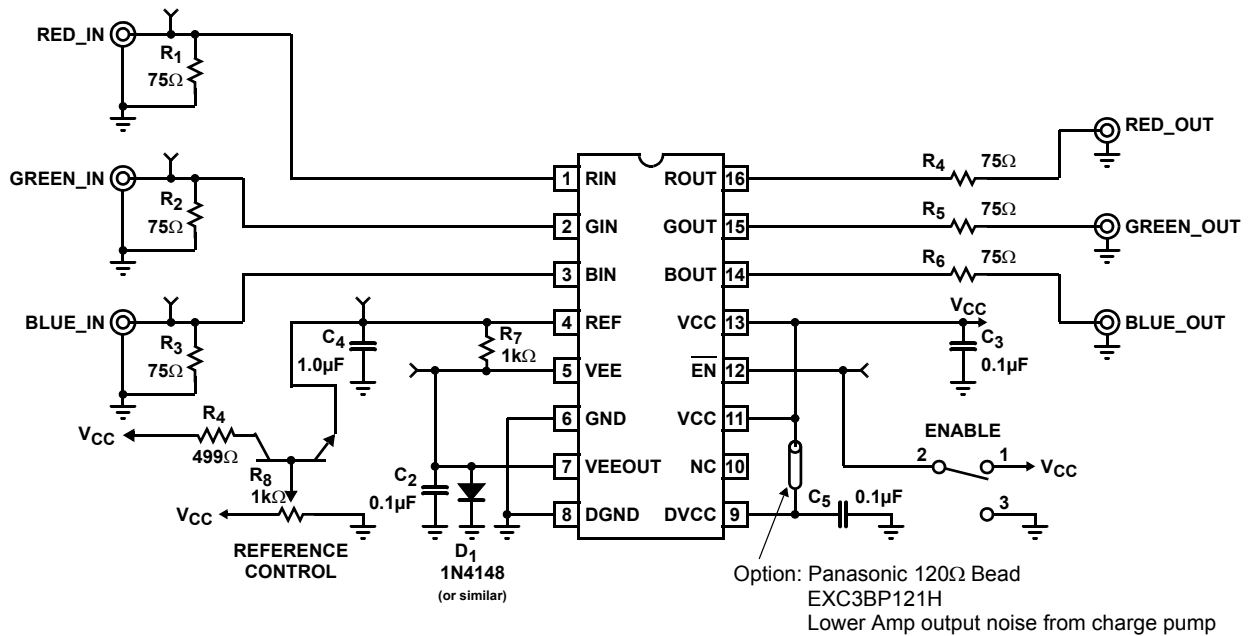 RED_IN
R1
75Ω
GREEN_IN
R2
75Ω
BLUE_IN
R3
75Ω
1 RIN
2 GIN
3 BIN
4 REF
5 VEE
6 GND
7 VEEOUT
8 DGND
ROUT 16
GOUT 15
BOUT 14
VCC 13
EN 12
VCC 11
NC 10
DVCC 9
R4 75Ω
RED_OUT
R5 75Ω
GREEN_OUT
R6 75Ω
BLUE_OUT
VCC
C3
0.1µF
C4
1.0µF
R7
1kΩ
VCC
R4
499Ω
R8
1kΩ
VCC
REFERENCE
CONTROL
C2
0.1µF
D1
1N4148
(or similar)
ENABLE
2
1
VCC
3
C5
0.1µF
Option: Panasonic 120Ω Bead
EXC3BP121H
Lower Amp output noise from charge pump